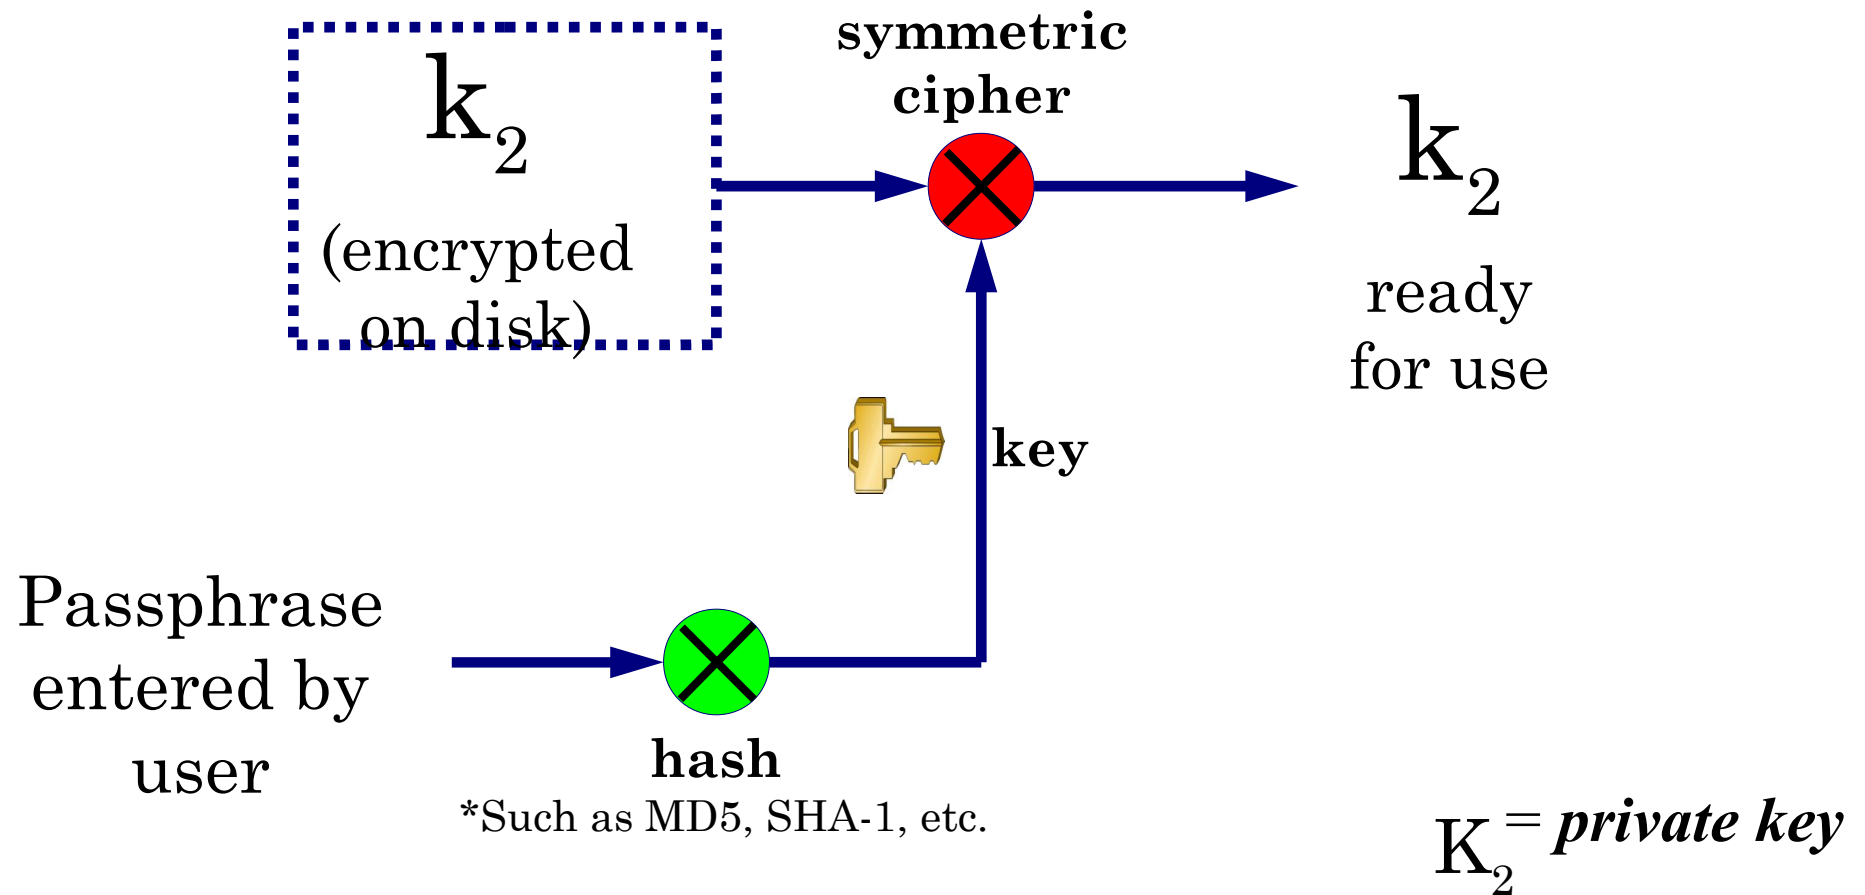 k₂
(encrypted
on disk)
symmetric
cipher
k₂
ready
for use
key
Passphrase
entered by
user
hash
*Such as MD5, SHA-1, etc.
K₂ = private key